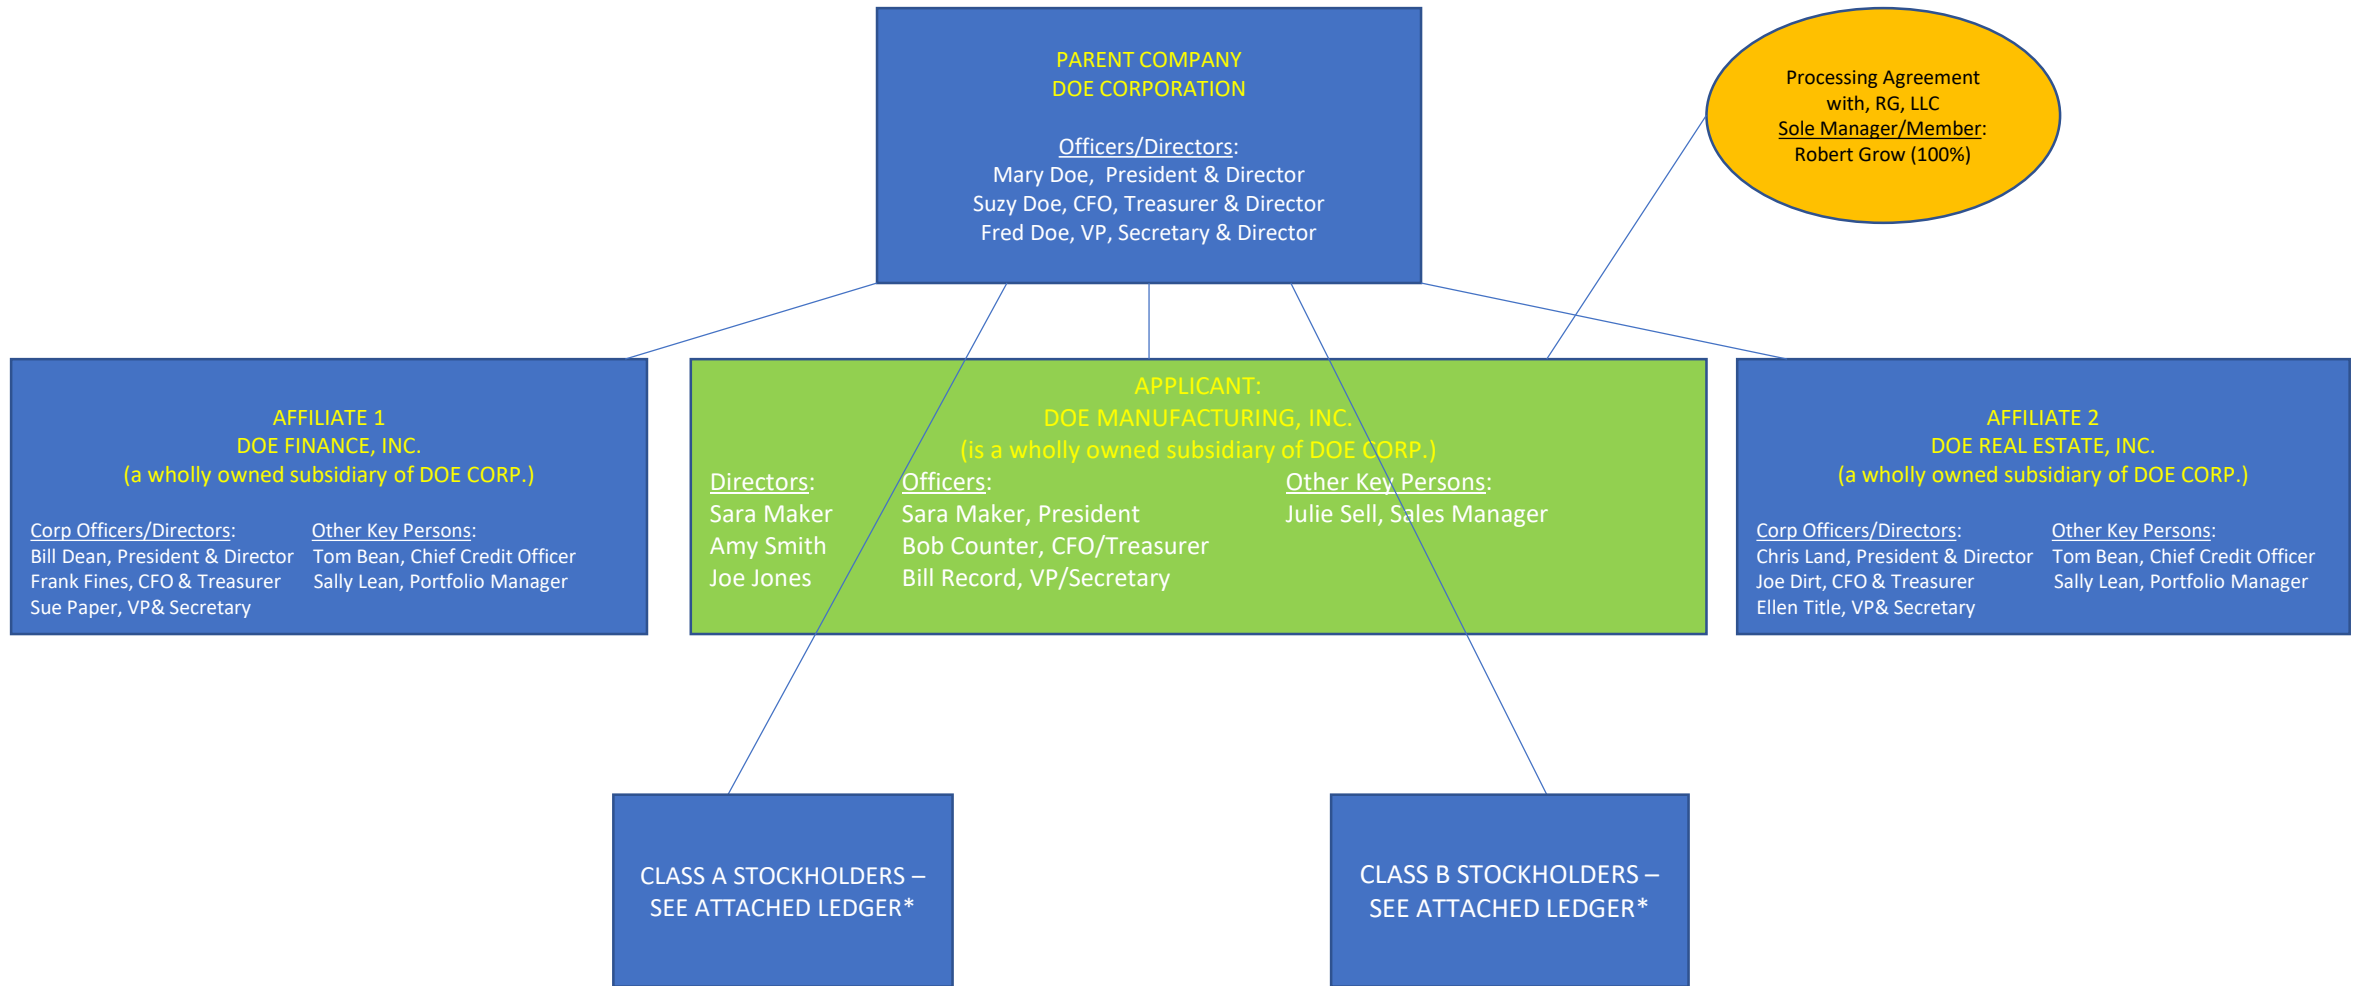 PARENT COMPANY
DOE CORPORATION
Officers/Directors:
Mary Doe,  President & Director
Suzy Doe, CFO, Treasurer & Director
Fred Doe, VP, Secretary & Director
Processing Agreement
with, RG, LLC
Sole Manager/Member:
Robert Grow (100%)
AFFILIATE 1
DOE FINANCE, INC.
(a wholly owned subsidiary of DOE CORP.)
Corp Officers/Directors:
Bill Dean, President & Director
Frank Fines, CFO & Treasurer
Sue Paper, VP& Secretary
Other Key Persons:
Tom Bean, Chief Credit Officer
Sally Lean, Portfolio Manager
APPLICANT:
DOE MANUFACTURING, INC.
(is a wholly owned subsidiary of DOE CORP.)
Directors:
Sara Maker
Amy Smith
Joe Jones
Officers:
Sara Maker, President
Bob Counter, CFO/Treasurer
Bill Record, VP/Secretary
Other Key Persons:
Julie Sell, Sales Manager
AFFILIATE 2
DOE REAL ESTATE, INC.
(a wholly owned subsidiary of DOE CORP.)
Corp Officers/Directors:
Chris Land, President & Director
Joe Dirt, CFO & Treasurer
Ellen Title, VP& Secretary
Other Key Persons:
Tom Bean, Chief Credit Officer
Sally Lean, Portfolio Manager
CLASS A STOCKHOLDERS –
SEE ATTACHED LEDGER*
CLASS B STOCKHOLDERS –
SEE ATTACHED LEDGER*